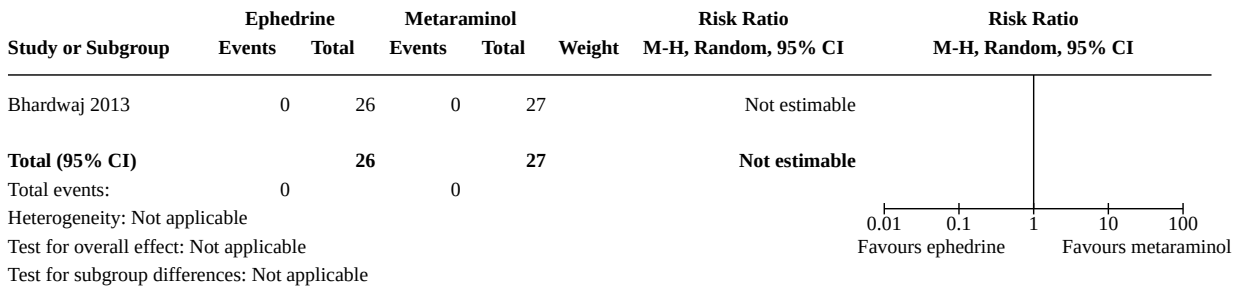 Ephedrine Metaraminol Risk Ratio Risk Ratio
Study or Subgroup Events Total Events Total Weight M-H, Random, 95% CI M-H, Random, 95% CI
Bhardwaj 2013 0 26 0 27 Not estimable
Total (95% CI) 26 27 Not estimable
Total events: 0 0
Heterogeneity: Not applicable
Test for overall effect: Not applicable
Test for subgroup differences: Not applicable
0.01 0.1 1 10 100
Favours ephedrine Favours metaraminol